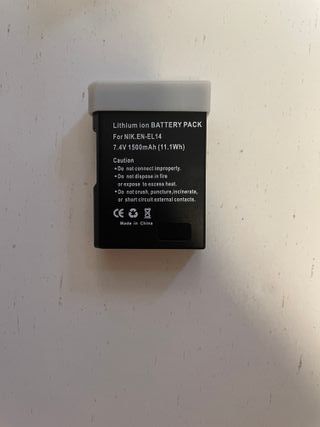 Lithium ion BATTERY PACK
For NIK.EN-EL14
7.4V 1500mAh (11.1Wh)
Caution
•Do not connect improperly.
•Do not dispose in fire
or expose to excess heat.
•Do not crush, puncture,incinerate,
or short circuit external contacts.
CE
Made in China